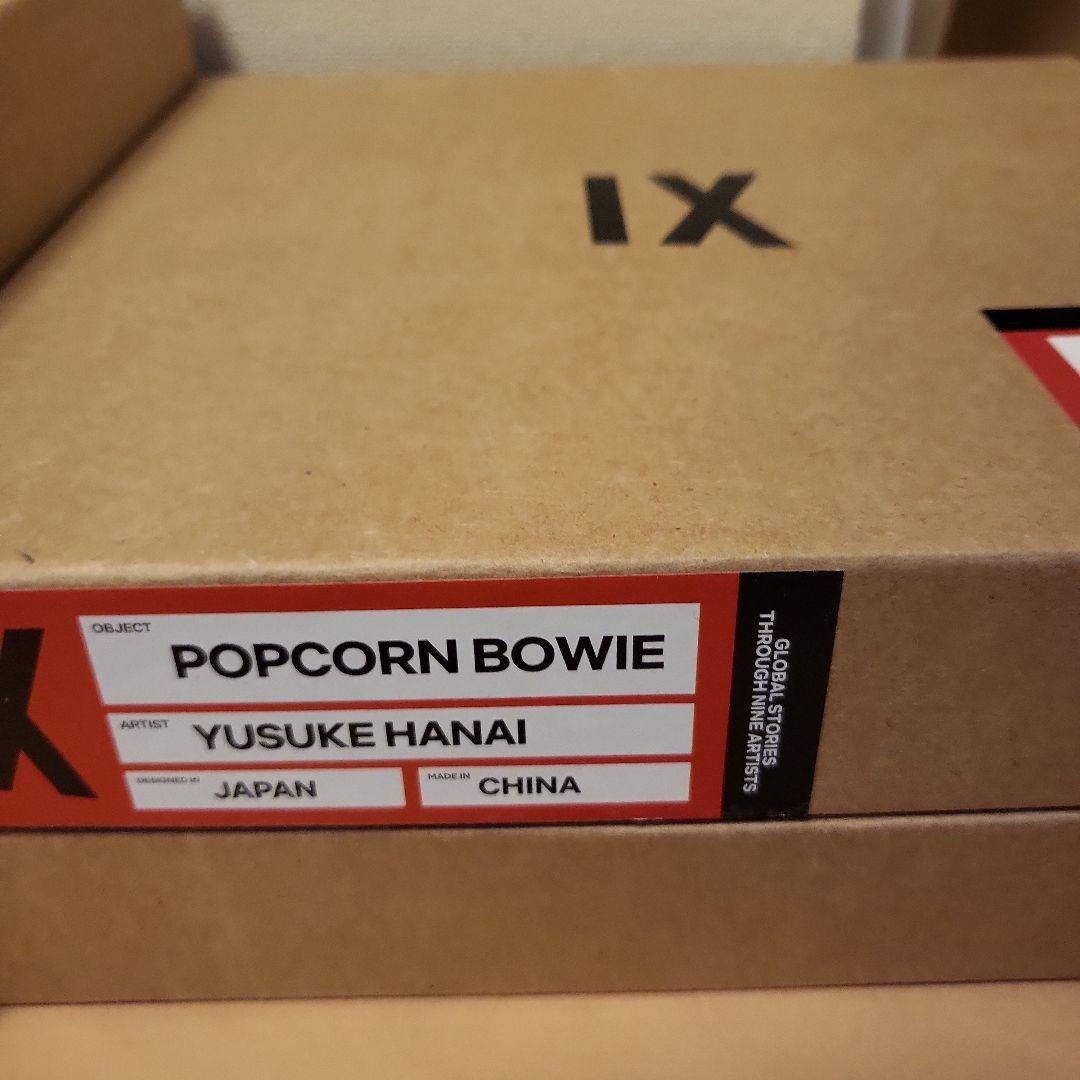 IX
X
OBJECT
POPCORN BOWIE
ARTIST
YUSUKE HANAI
DESIGNED IN
JAPAN
MADE IN
CHINA
GLOBAL STORIES
THROUGH NINE ARTISTS